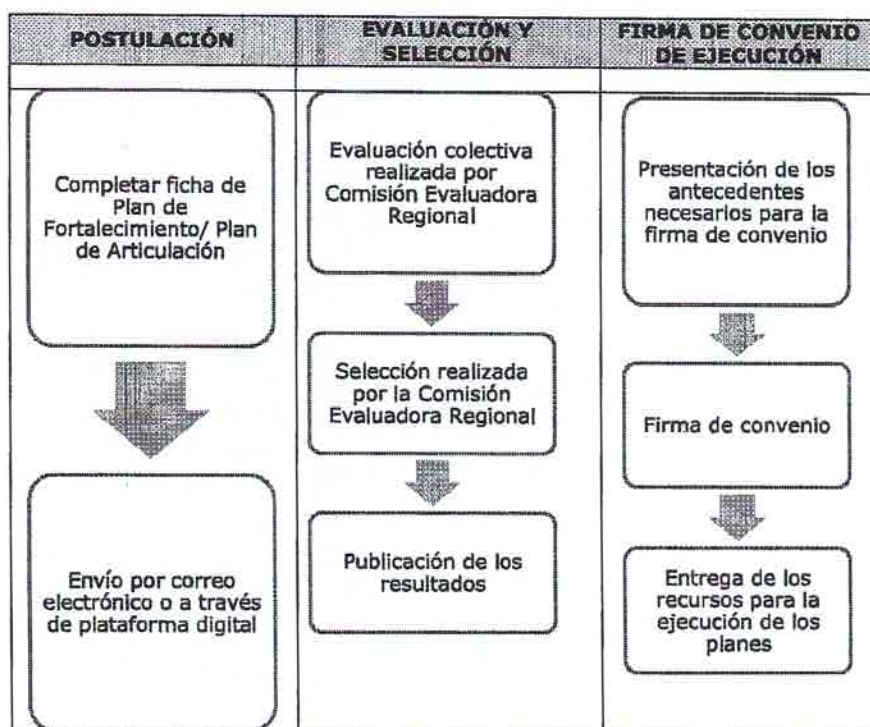 POSTULACIÓN
EVALUACIÓN Y
SELECCIÓN
FIRMA DE CONVENIO
DE EJECUCIÓN
Completar ficha de
Plan de
Fortalecimiento/ Plan
de Articulación
Envío por correo
electrónico o a través
de plataforma digital
Evaluación colectiva
realizada por
Comisión Evaluadora
Regional
Selección realizada
por la Comisión
Evaluadora Regional
Publicación de los
resultados
Presentación de los
antecedentes
necesarios para la
firma de convenio
Firma de convenio
Entrega de los
recursos para la
ejecución de los
planes